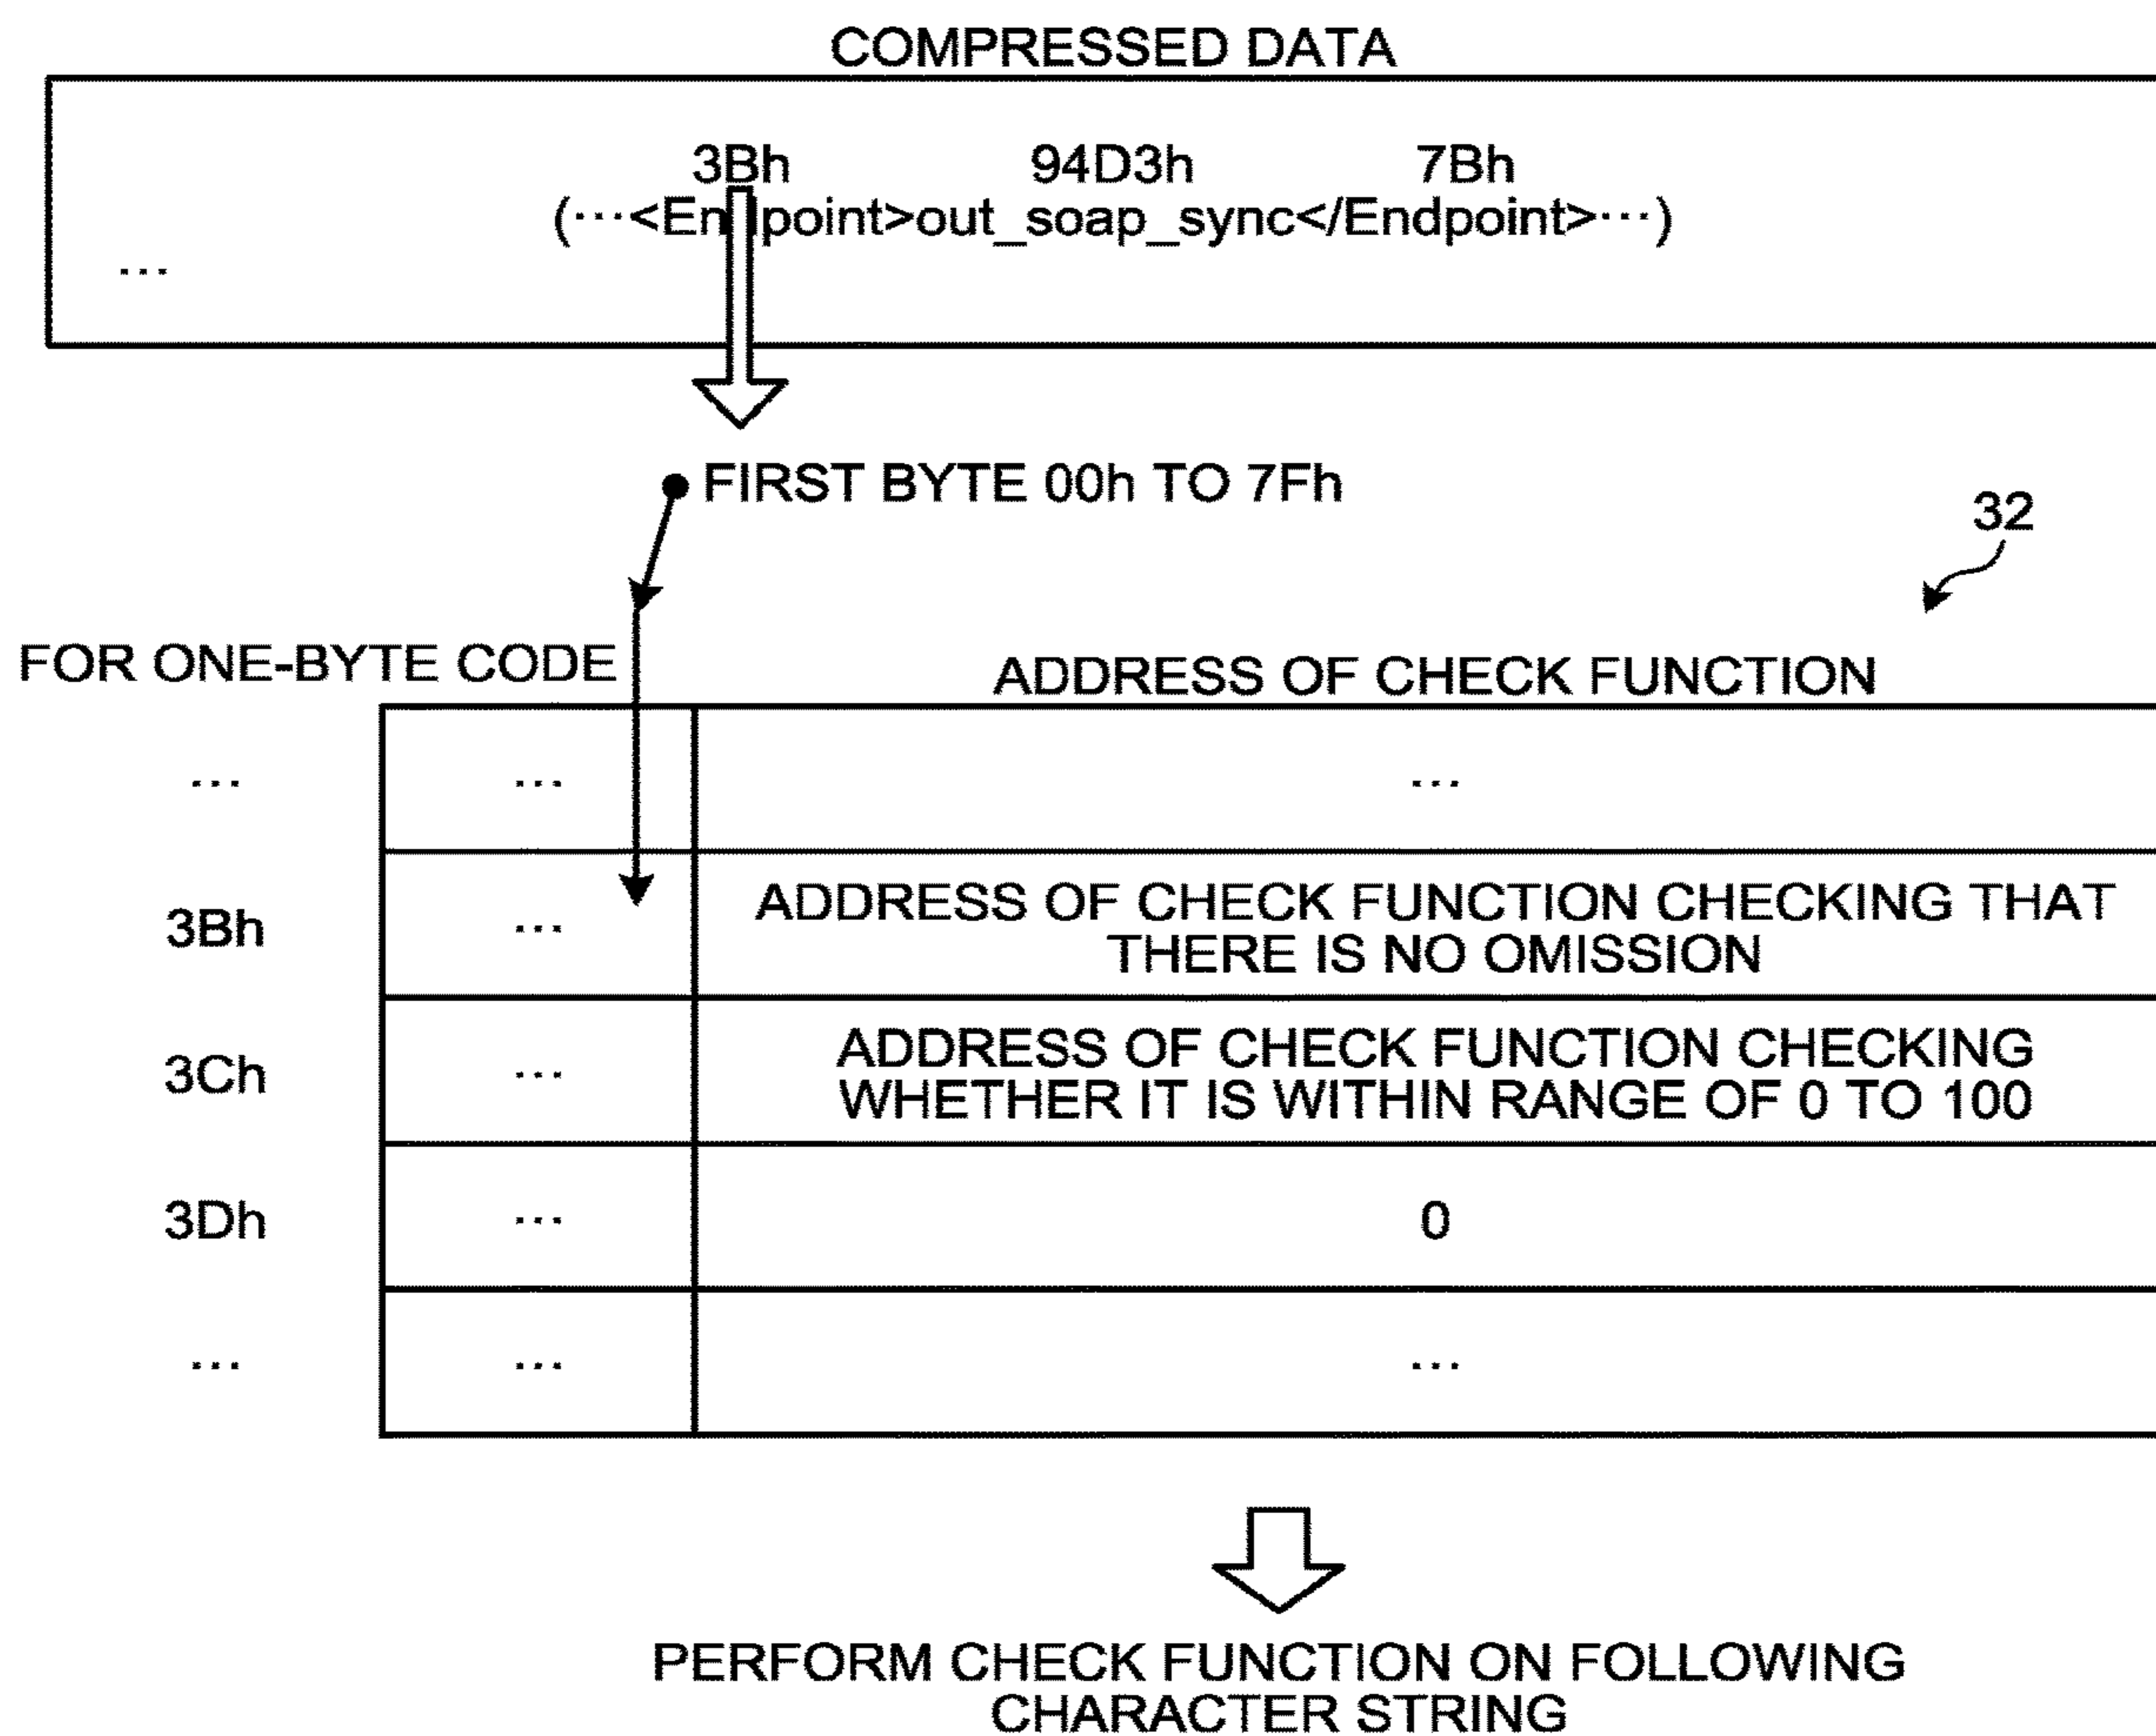 COMPRESSED DATA
3Bh 94D3h 7Bh
(···<En point>out_soap_sync</Endpoint>···)
...
FIRST BYTE 00h TO 7Fh
32
FOR ONE-BYTE CODE
ADDRESS OF CHECK FUNCTION
... ... ...
3Bh ... ADDRESS OF CHECK FUNCTION CHECKING THAT
THERE IS NO OMISSION
3Ch ... ADDRESS OF CHECK FUNCTION CHECKING
WHETHER IT IS WITHIN RANGE OF 0 TO 100
3Dh ... 0
... ... ...
PERFORM CHECK FUNCTION ON FOLLOWING
CHARACTER STRING